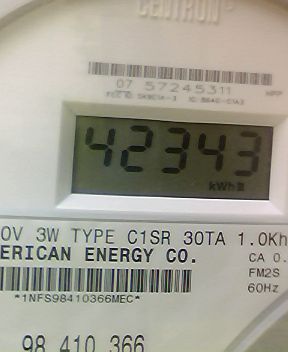 CENTRON
07 57245311
HPP
42343
kWh
0V 3W TYPE C1SR 30TA 1.0Kh
ERICAN ENERGY CO.
CA 0.
FM2S
60Hz
*1NFS98410366MEC*
98 410 366